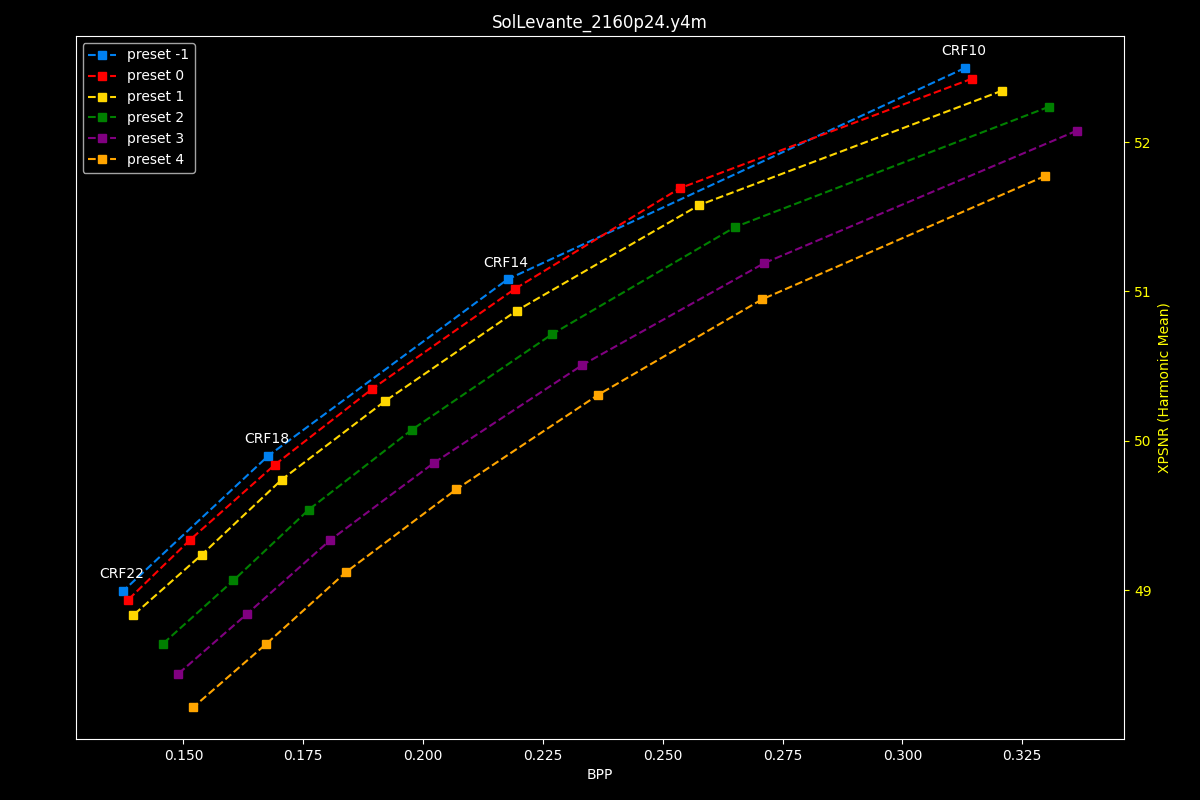 SolLevante_2160p24.y4m
preset -1
preset 0
preset 1
preset 2
preset 3
preset 4
CRF10
CRF14
CRF18
CRF22
52
51
50
49
XPSNR (Harmonic Mean)
0.150 0.175 0.200 0.225 0.250 0.275 0.300 0.325
BPP